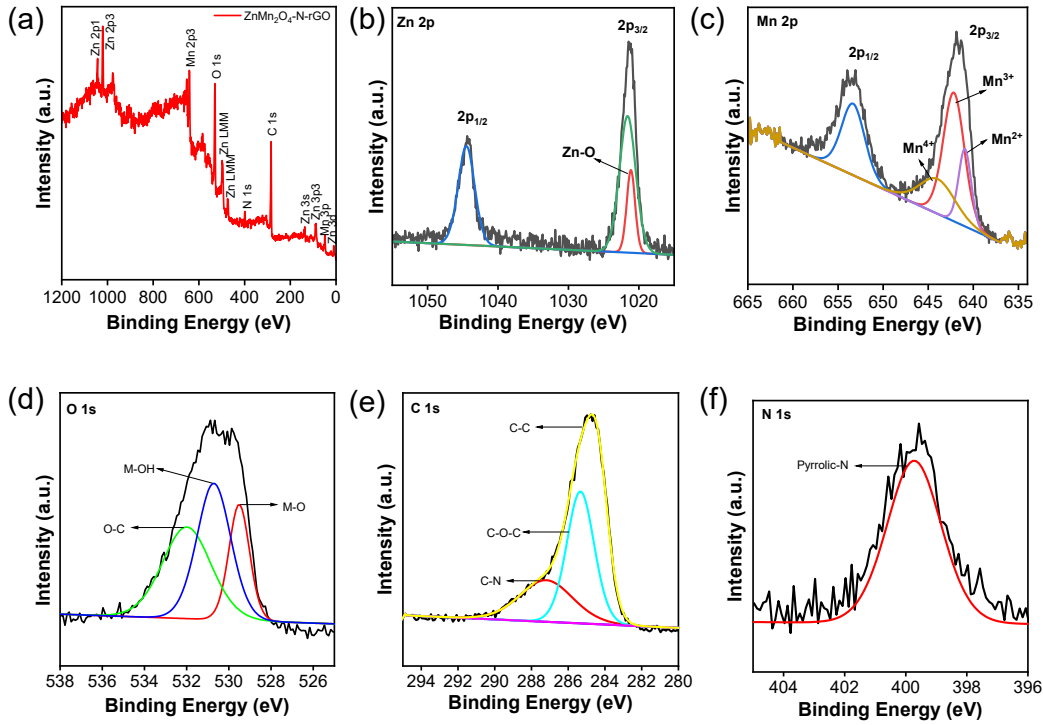 (a)
ZnMn₂O₄-N-rGO
Zn 2p1
Zn 2p3
Mn 2p3
O 1s
Zn LMM
Zn LMM
N 1s
C 1s
Zn 3s
Zn 3p3
Mn 3p
Zn 3d
Intensity (a.u.)
1200 1000 800 600 400 200 0
Binding Energy (eV)
(b)
Zn 2p
2p₃/₂
2p₁/₂
Zn-O
Intensity (a.u.)
1050 1040 1030 1020
Binding Energy (eV)
(c)
Mn 2p
2p₃/₂
2p₁/₂
Mn³⁺
Mn²⁺
Mn⁴⁺
Intensity (a.u.)
665 660 655 650 645 640 635
Binding Energy (eV)
(d)
O 1s
M-OH
M-O
O-C
Intensity (a.u.)
538 536 534 532 530 528 526
Binding Energy (eV)
(e)
C 1s
C-C
C-O-C
C-N
Intensity (a.u.)
294 292 290 288 286 284 282 280
Binding Energy (eV)
(f)
N 1s
Pyrrolic-N
Intensity (a.u.)
404 402 400 398 396
Binding Energy (eV)